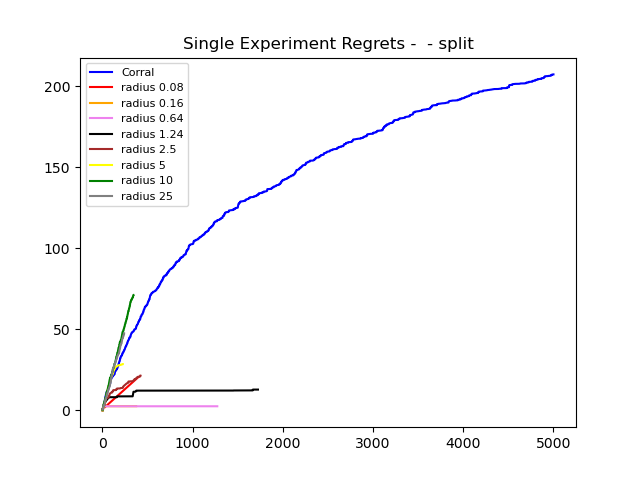 Single Experiment Regrets -  - split
Corral
radius 0.08
radius 0.16
radius 0.64
radius 1.24
radius 2.5
radius 5
radius 10
radius 25
200
150
100
50
0
0 1000 2000 3000 4000 5000